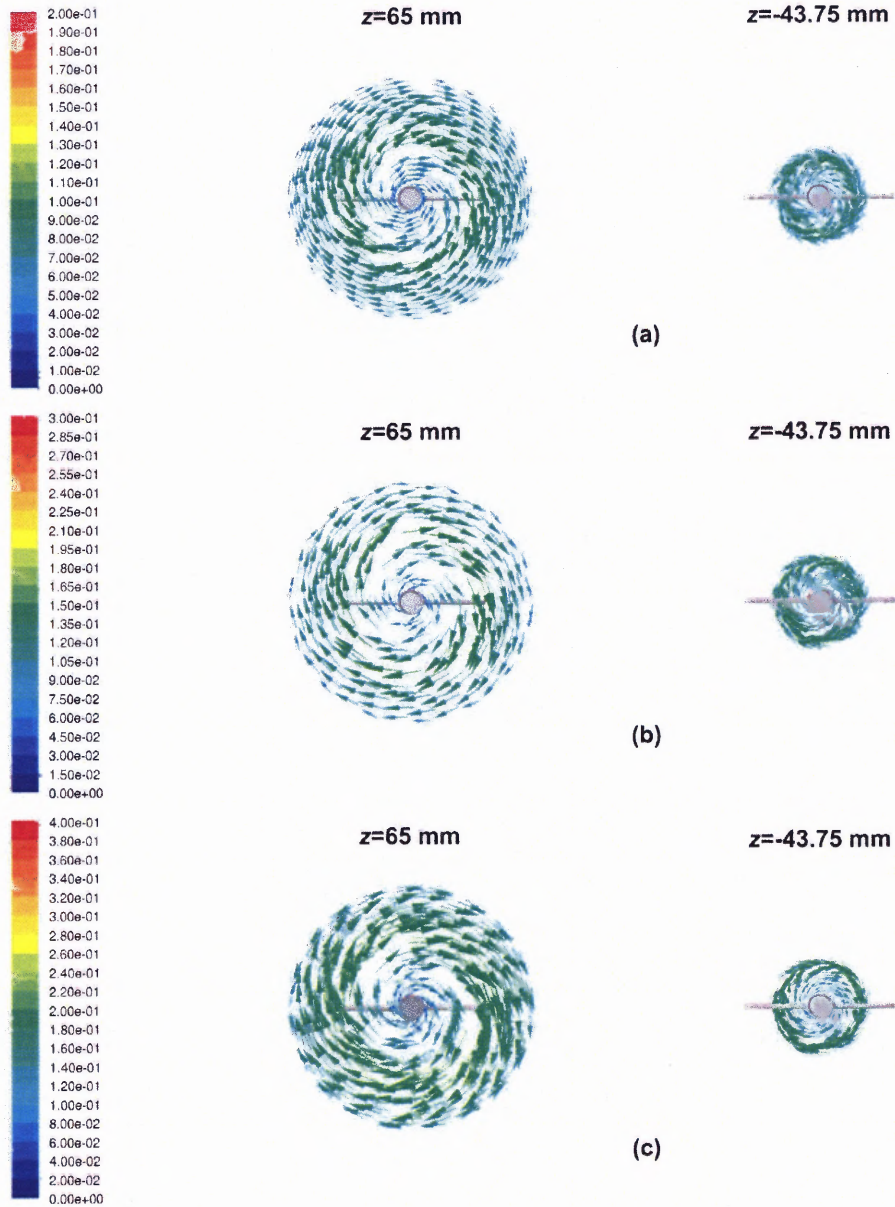 2.00e-01
1.90e-01
1.80e-01
1.70e-01
1.60e-01
1.50e-01
1.40e-01
1.30e-01
1.20e-01
1.10e-01
1.00e-01
9.00e-02
8.00e-02
7.00e-02
6.00e-02
5.00e-02
4.00e-02
3.00e-02
2.00e-02
1.00e-02
0.00e+00
z=65 mm
z=-43.75 mm
(a)
3.00e-01
2.85e-01
2.70e-01
2.55e-01
2.40e-01
2.25e-01
2.10e-01
1.95e-01
1.80e-01
1.65e-01
1.50e-01
1.35e-01
1.20e-01
1.05e-01
9.00e-02
7.50e-02
6.00e-02
4.50e-02
3.00e-02
1.50e-02
0.00e+00
z=65 mm
z=-43.75 mm
(b)
4.00e-01
3.80e-01
3.60e-01
3.40e-01
3.20e-01
3.00e-01
2.80e-01
2.60e-01
2.40e-01
2.20e-01
2.00e-01
1.80e-01
1.60e-01
1.40e-01
1.20e-01
1.00e-01
8.00e-02
6.00e-02
4.00e-02
2.00e-02
0.00e+00
z=65 mm
z=-43.75 mm
(c)